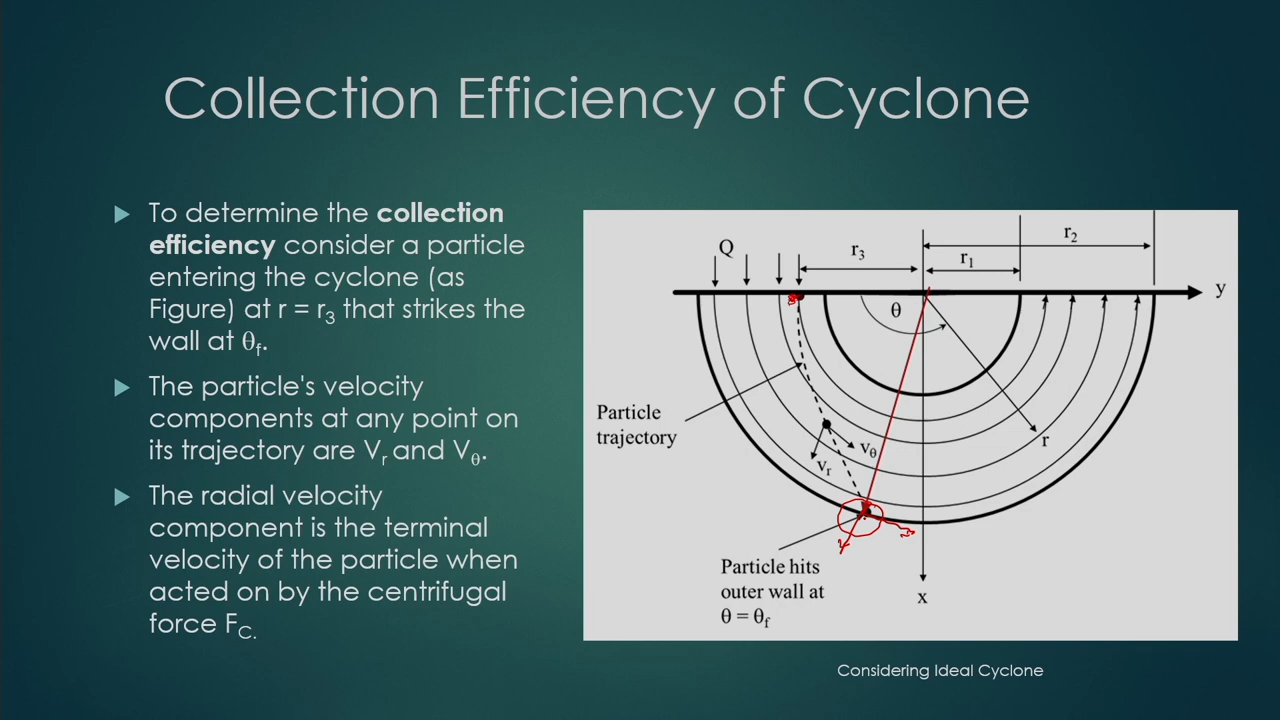 Collection Efficiency of Cyclone
To determine the collection
efficiency consider a particle
entering the cyclone (as
Figure) at r = r₃ that strikes the
wall at θf.
The particle's velocity
components at any point on
its trajectory are Vr and Vθ.
The radial velocity
component is the terminal
velocity of the particle when
acted on by the centrifugal
force FC.
Q
r₃
r₂
r₁
y
θ
Particle
trajectory
vθ
vr
r
Particle hits
outer wall at
θ = θf
x
Considering Ideal Cyclone